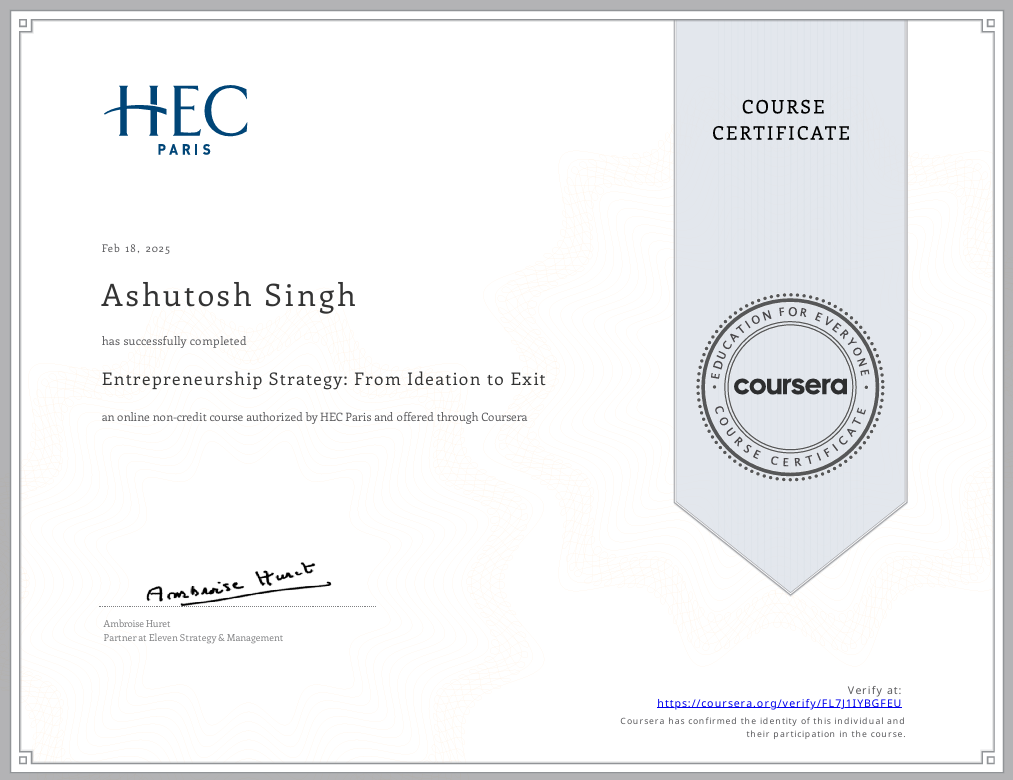 HEC
PARIS
COURSE
CERTIFICATE
Feb 18, 2025
Ashutosh Singh
has successfully completed
Entrepreneurship Strategy: From Ideation to Exit
an online non-credit course authorized by HEC Paris and offered through Coursera
EDUCATION FOR EVERYONE
coursera
COURSE CERTIFICATE
Ambroise Huret
Ambroise Huret
Partner at Eleven Strategy & Management
Verify at:
https://coursera.org/verify/FL7J1IYBGFEU
Coursera has confirmed the identity of this individual and
their participation in the course.